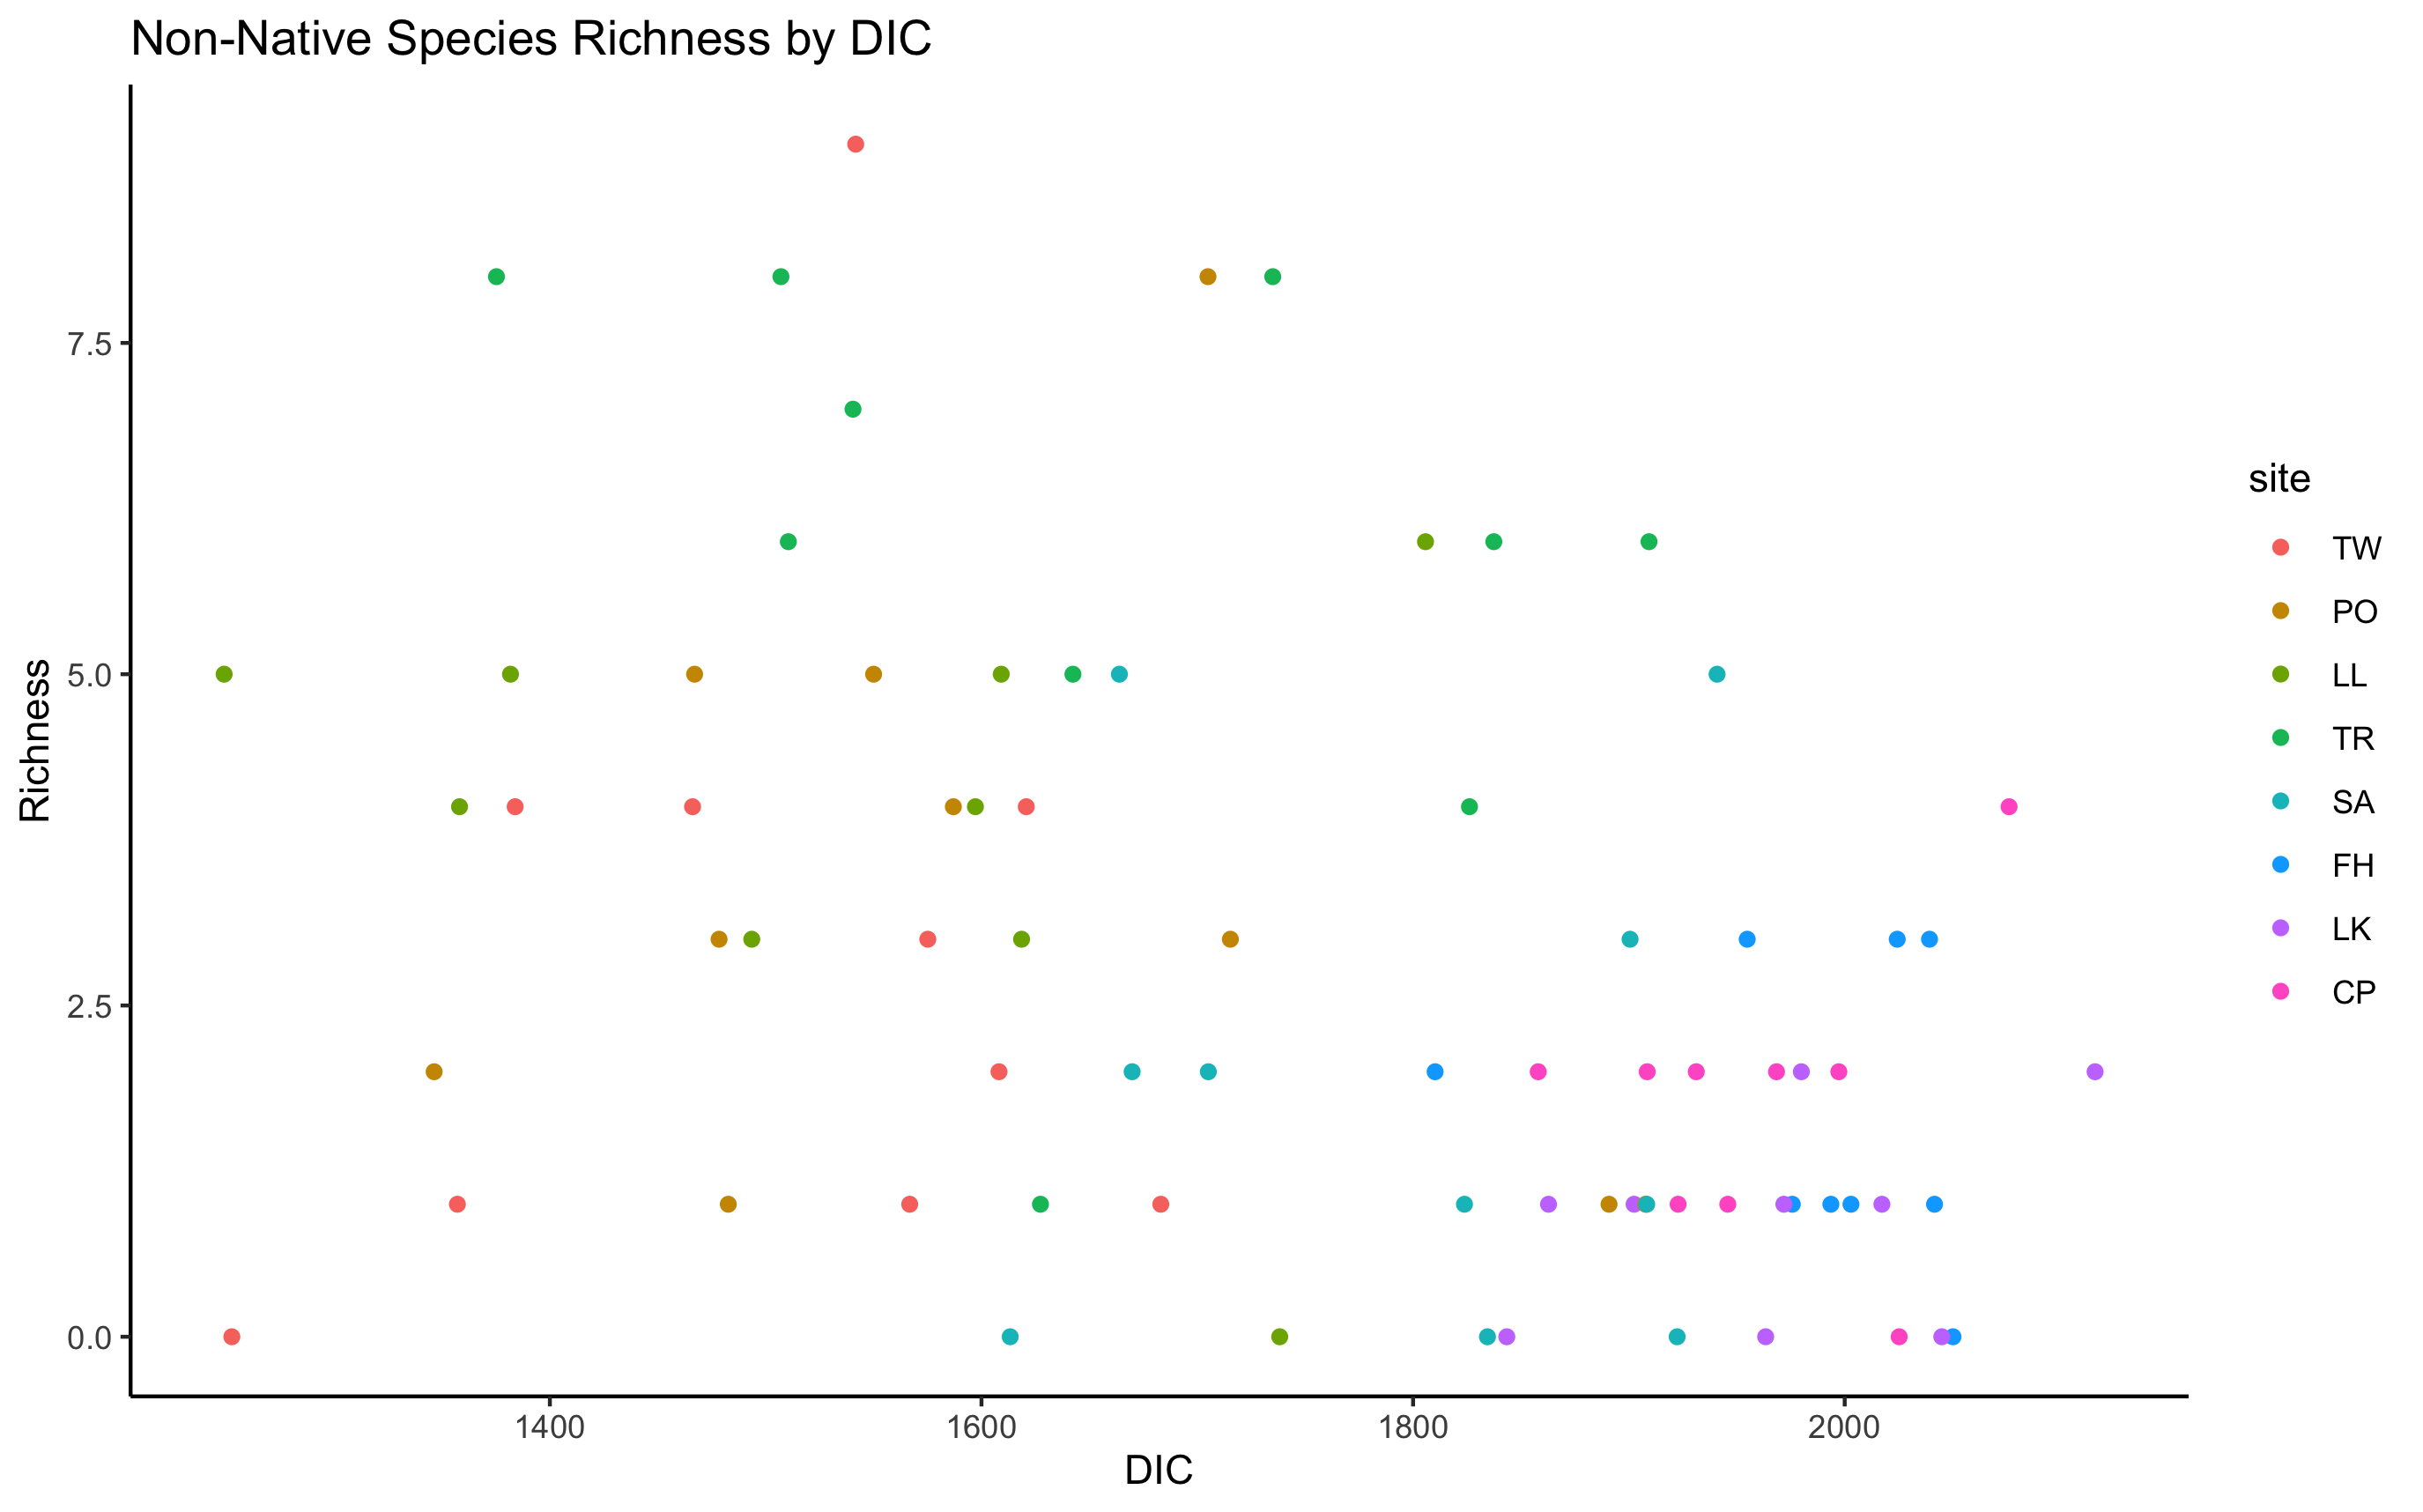 Non-Native Species Richness by DIC
7.5
5.0
2.5
0.0
Richness
1400
1600
1800
2000
DIC
site
TW
PO
LL
TR
SA
FH
LK
CP